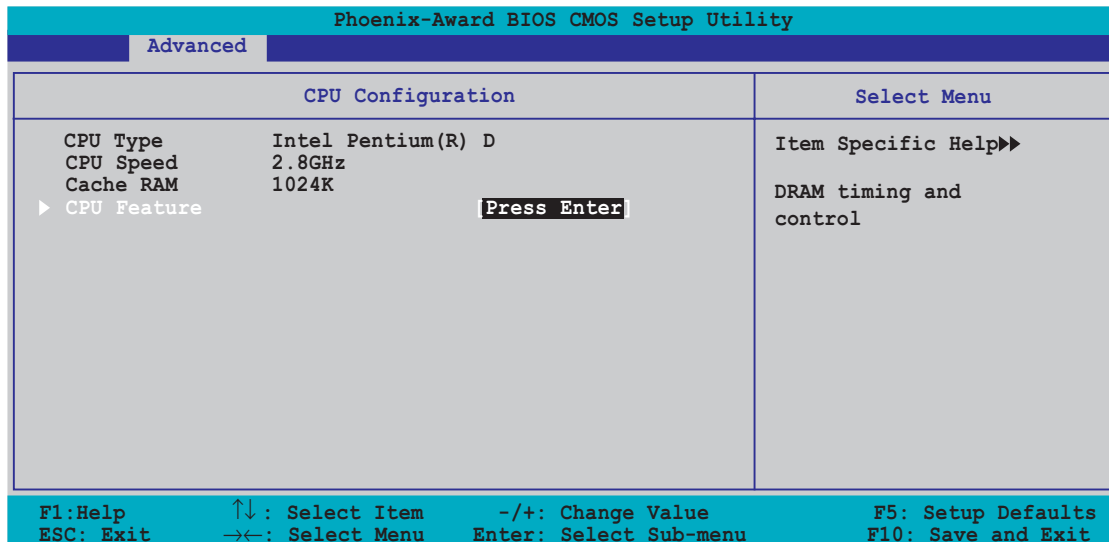 Phoenix-Award BIOS CMOS Setup Utility
Advanced
CPU Configuration
Select Menu
CPU Type Intel Pentium(R) D
CPU Speed 2.8GHz
Cache RAM 1024K
▶ CPU Feature [Press Enter]
Item Specific Help▶▶
DRAM timing and
control
F1:Help ↑↓: Select Item -/+: Change Value F5: Setup Defaults
ESC: Exit →←: Select Menu Enter: Select Sub-menu F10: Save and Exit